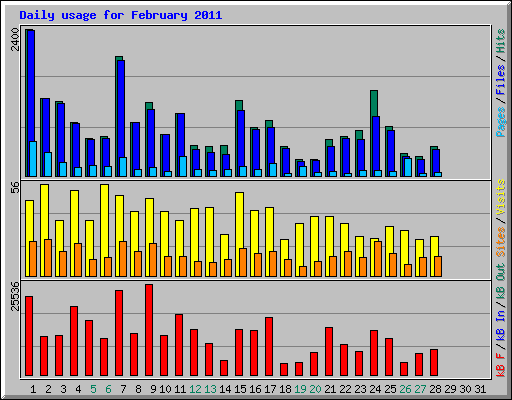 Daily usage for February 2011
2400
Pages / Files / Hits
56
Sites / Visits
25536
kB F / kB In / kB Out
1 2 3 4 5 6 7 8 9 10 11 12 13 14 15 16 17 18 19 20 21 22 23 24 25 26 27 28 29 30 31